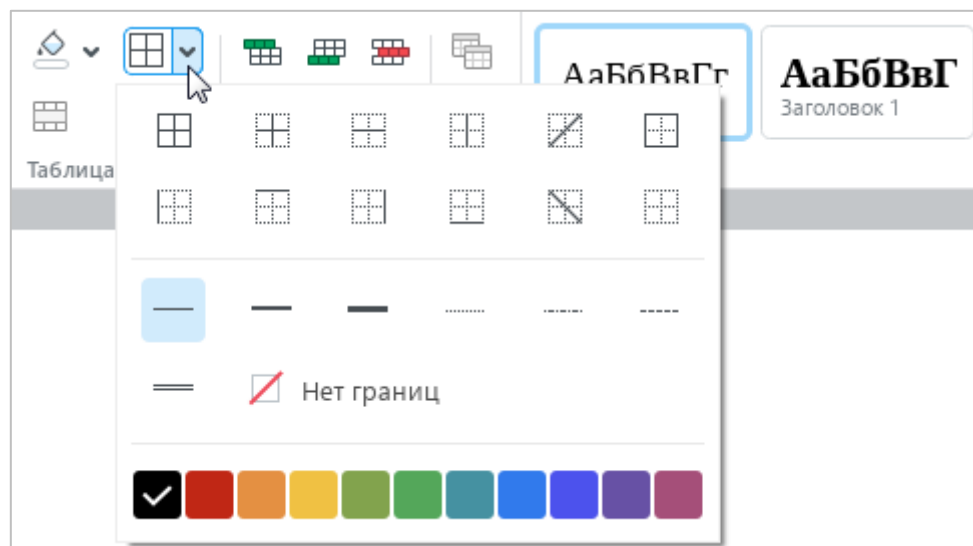 АаБбВвГг
АаБбВвГ
Заголовок 1
Таблица
Нет границ